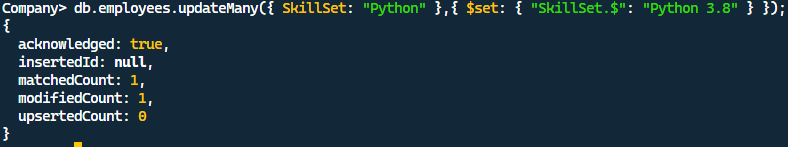 Company> db.employees.updateMany({ SkillSet: "Python" },{ $set: { "SkillSet.$": "Python 3.8" } });
{
  acknowledged: true,
  insertedId: null,
  matchedCount: 1,
  modifiedCount: 1,
  upsertedCount: 0
}